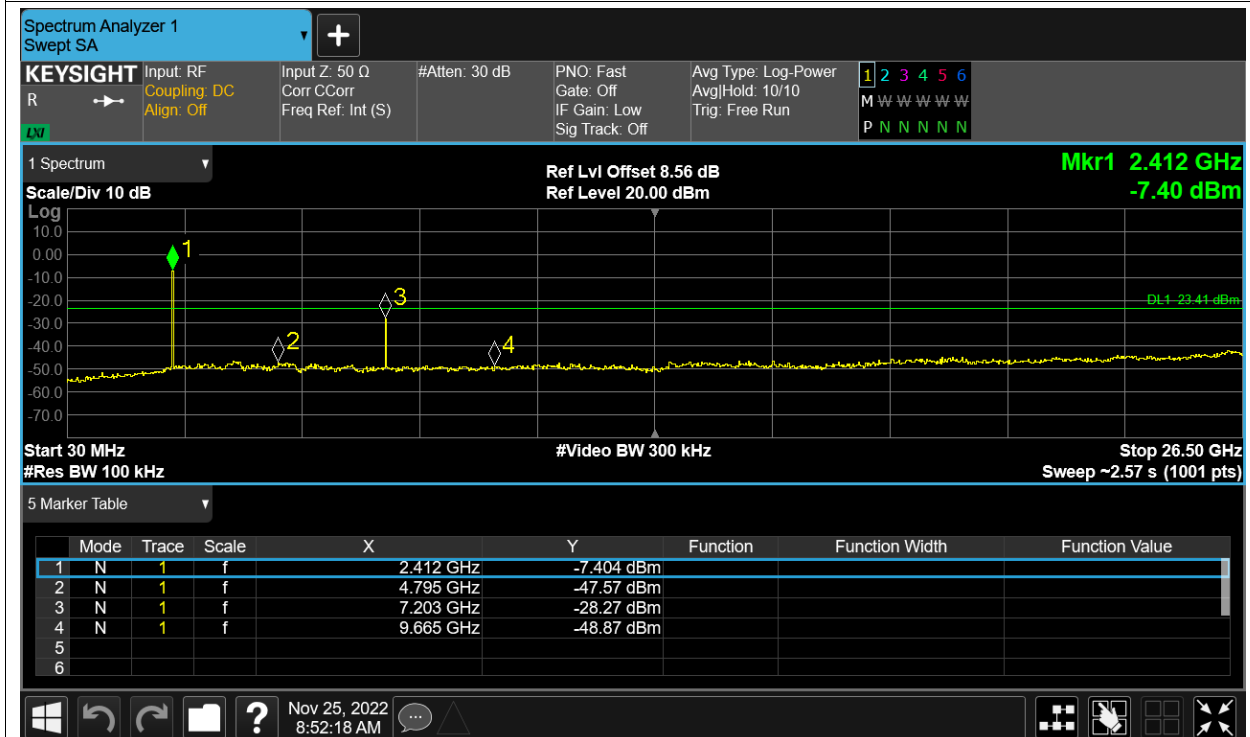 Spectrum Analyzer 1
Swept SA
+
KEYSIGHT
R
LXI
Input: RF
Coupling: DC
Align: Off
Input Z: 50 Ω
Corr CCorr
Freq Ref: Int (S)
#Atten: 30 dB
PNO: Fast
Gate: Off
IF Gain: Low
Sig Track: Off
Avg Type: Log-Power
Avg|Hold: 10/10
Trig: Free Run
1 2 3 4 5 6
M W W W W W
P N N N N N
1 Spectrum
Scale/Div 10 dB
Ref Lvl Offset 8.56 dB
Ref Level 20.00 dBm
Mkr1 2.412 GHz
-7.40 dBm
Log
10.0
0.00
-10.0
-20.0
-30.0
-40.0
-50.0
-60.0
-70.0
1
2
3
4
DL1 -23.41 dBm
Start 30 MHz
#Video BW 300 kHz
Stop 26.50 GHz
#Res BW 100 kHz
Sweep ~2.57 s (1001 pts)
5 Marker Table
Mode Trace Scale X Y Function Function Width Function Value
1 N 1 f 2.412 GHz -7.404 dBm
2 N 1 f 4.795 GHz -47.57 dBm
3 N 1 f 7.203 GHz -28.27 dBm
4 N 1 f 9.665 GHz -48.87 dBm
5
6
?
Nov 25, 2022
8:52:18 AM